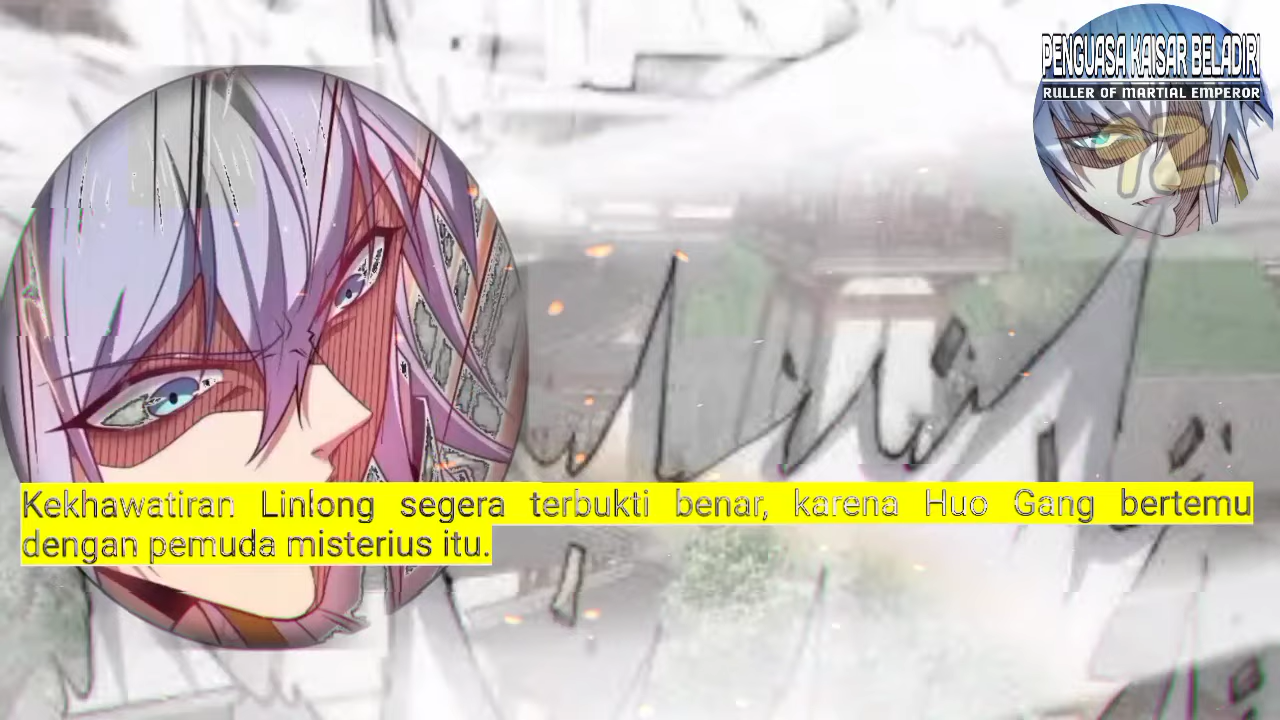 PENGUASA KAISAR BELADIRI
RULLER OF MARTIAL EMPEROR
Kekhawatiran Linlong segera terbukti benar, karena Huo Gang bertemu
dengan pemuda misterius itu.